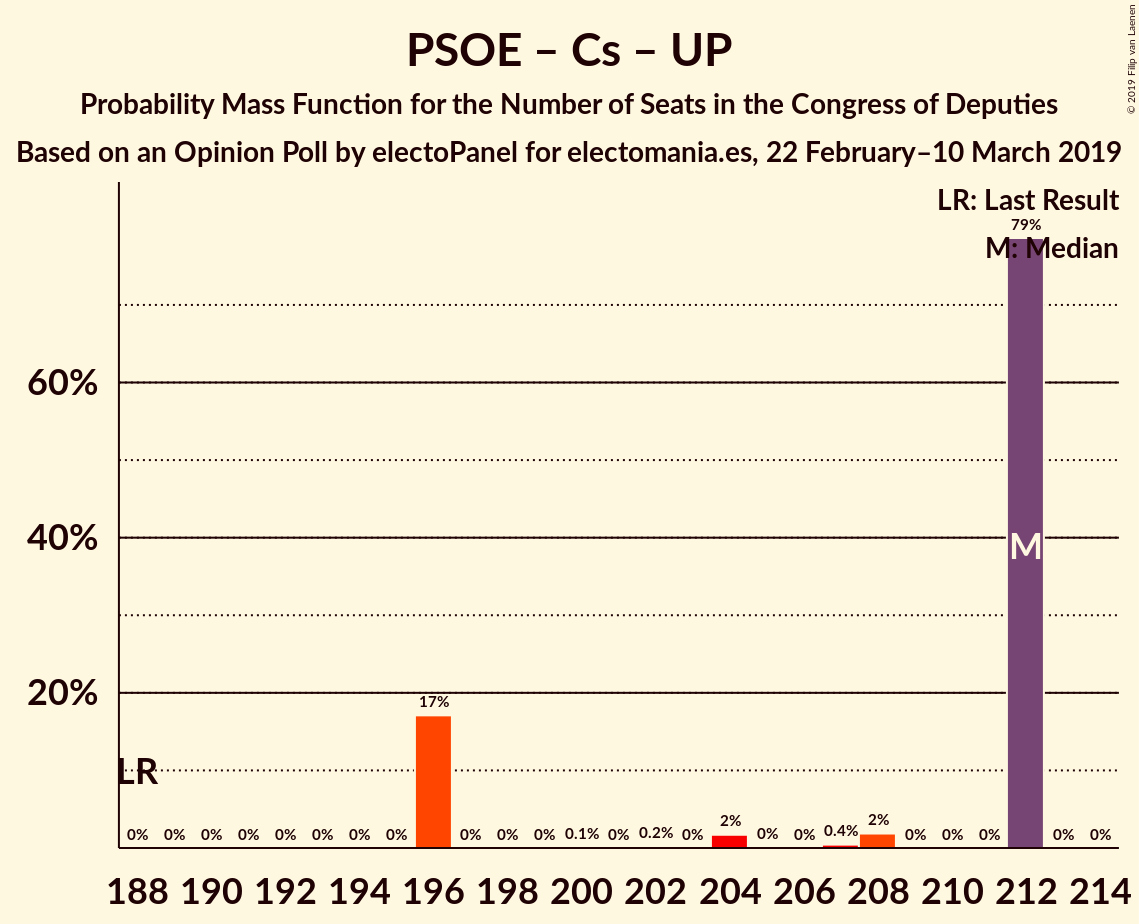 PSOE – Cs – UP
Probability Mass Function for the Number of Seats in the Congress of Deputies
Based on an Opinion Poll by electoPanel for electomania.es, 22 February–10 March 2019
© 2019 Filip van Laenen
LR: Last Result
79%
M: Median
60%
40%
M
20%
17%
LR
0% 0% 0% 0% 0% 0% 0% 0% 0% 0% 0% 0.1% 0% 0.2% 0% 2% 0% 0% 0.4% 2% 0% 0% 0% 0% 0%
188 190 192 194 196 198 200 202 204 206 208 210 212 214